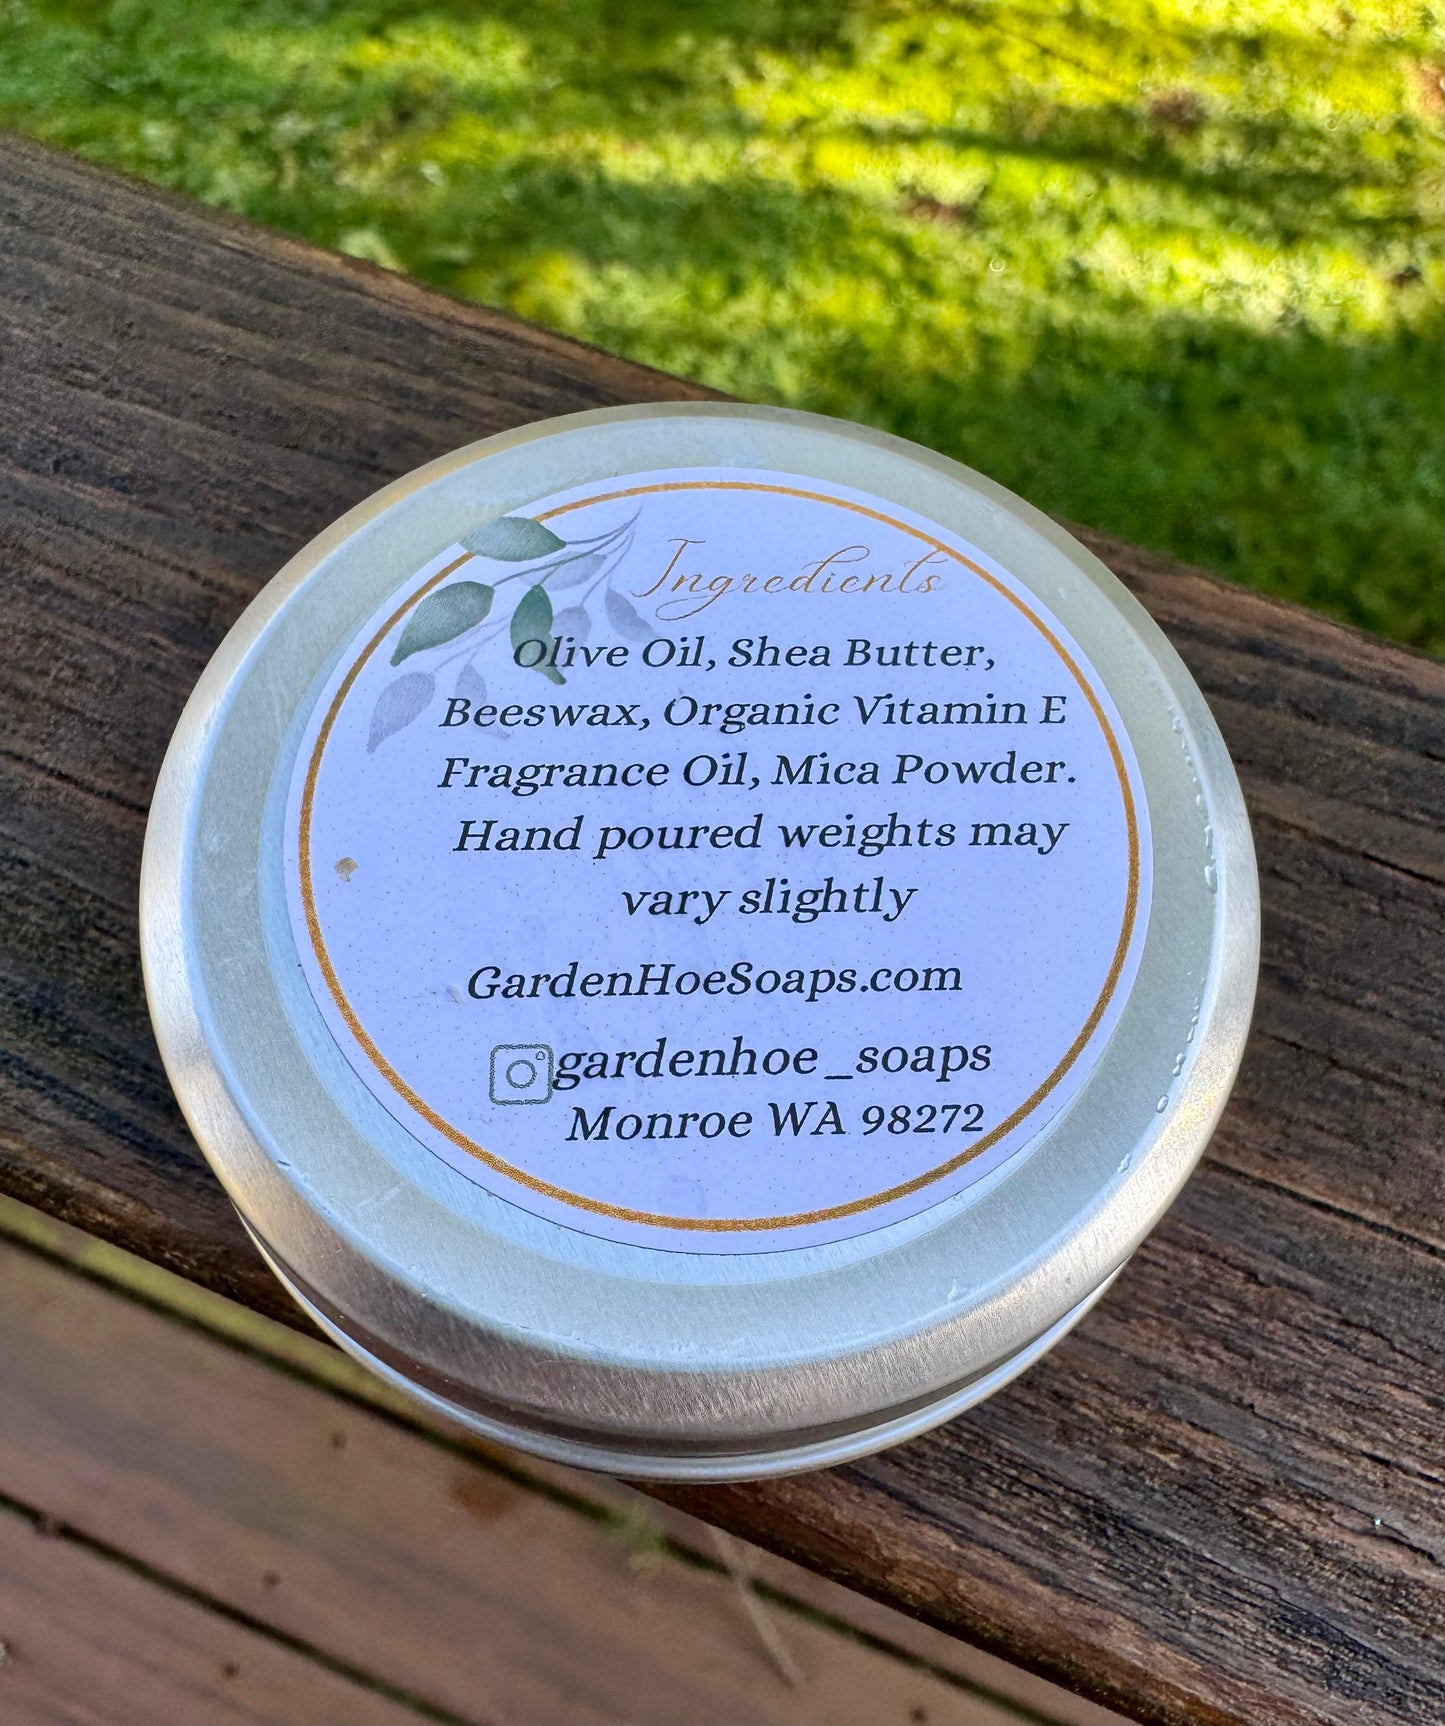 Ingredients
Olive Oil, Shea Butter,
Beeswax, Organic Vitamin E
Fragrance Oil, Mica Powder.
Hand poured weights may
vary slightly
GardenHoeSoaps.com
gardenhoe_soaps
Monroe WA 98272